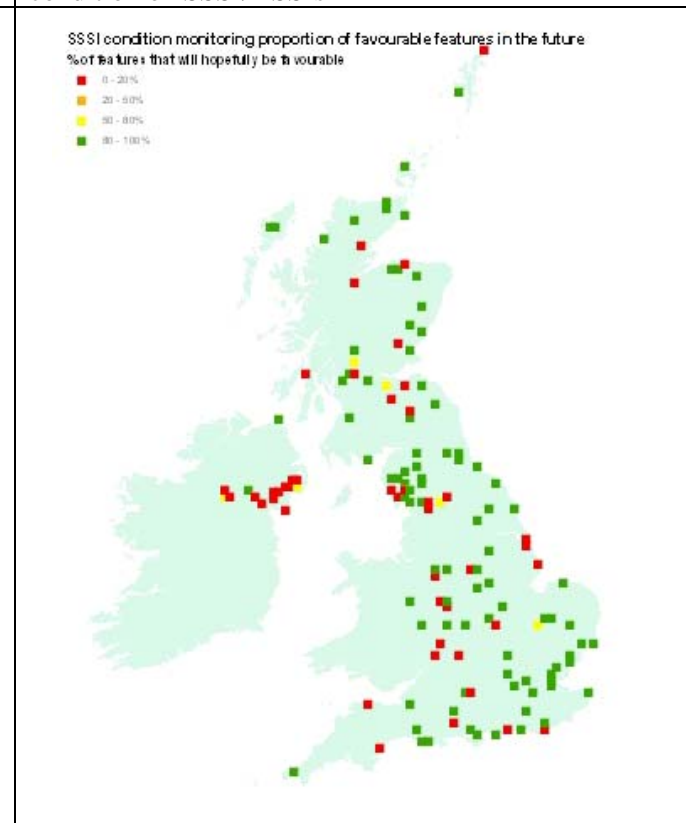 SSSI condition monitoring proportion of favourable features in the future
% of features that will hopefully be favourable
0 - 20%
20 - 50%
50 - 80%
80 - 100%